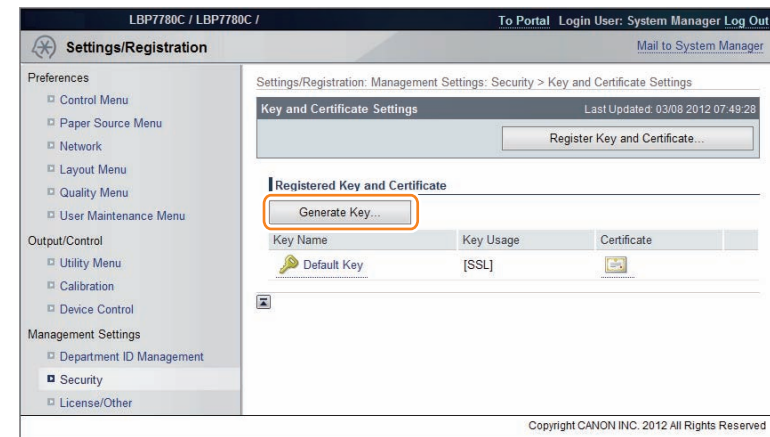 LBP7780C / LBP7780C /
To Portal Login User: System Manager Log Out
Settings/Registration
Mail to System Manager
Preferences
Control Menu
Paper Source Menu
Network
Layout Menu
Quality Menu
User Maintenance Menu
Output/Control
Utility Menu
Calibration
Device Control
Management Settings
Department ID Management
Security
License/Other
Settings/Registration: Management Settings: Security > Key and Certificate Settings
Key and Certificate Settings
Last Updated: 03/08 2012 07:49:28
Register Key and Certificate...
Registered Key and Certificate
Generate Key...
Key Name Key Usage Certificate
Default Key [SSL]
Copyright CANON INC. 2012 All Rights Reserved